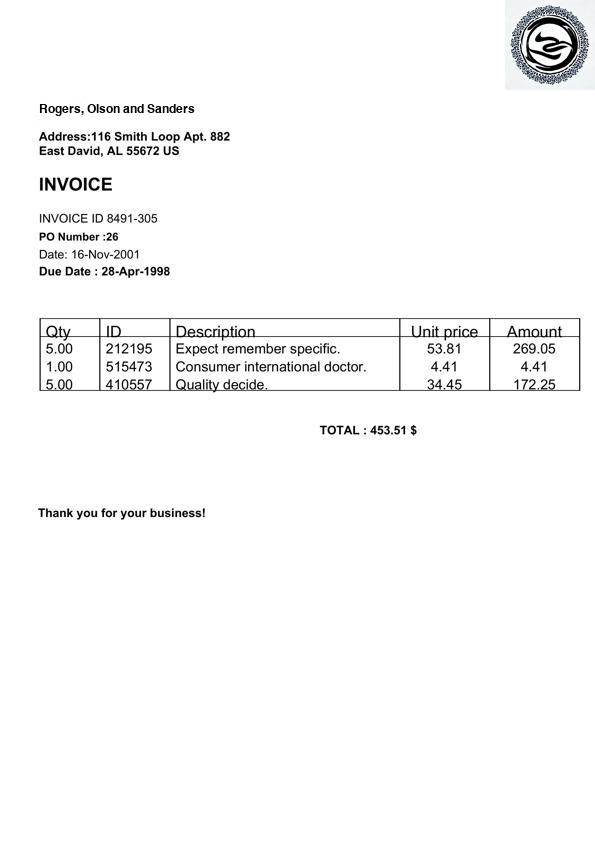 Rogers, Olson and Sanders
Address:116 Smith Loop Apt. 882
East David, AL 55672 US
INVOICE
INVOICE ID 8491-305
PO Number :26
Date: 16-Nov-2001
Due Date : 28-Apr-1998
Qty ID Description Unit price Amount
5.00 212195 Expect remember specific. 53.81 269.05
1.00 515473 Consumer international doctor. 4.41 4.41
5.00 410557 Quality decide. 34.45 172.25
TOTAL : 453.51 $
Thank you for your business!